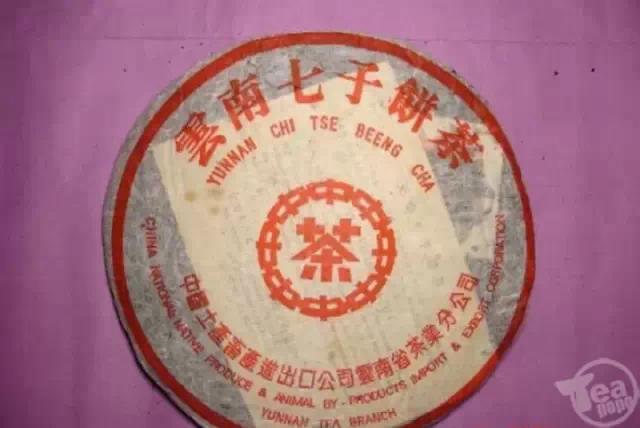 雲南七子餅茶
YUNNAN CHI TSE BEENG CHA
茶
中國土產畜產進出口公司雲南省茶業分公司
CHINA NATIONAL NATIVE PRODUCE & ANIMAL BY-PRODUCTS IMPORT & EXPORT CORPORATION
YUNNAN TEA BRANCH
Tea
popo